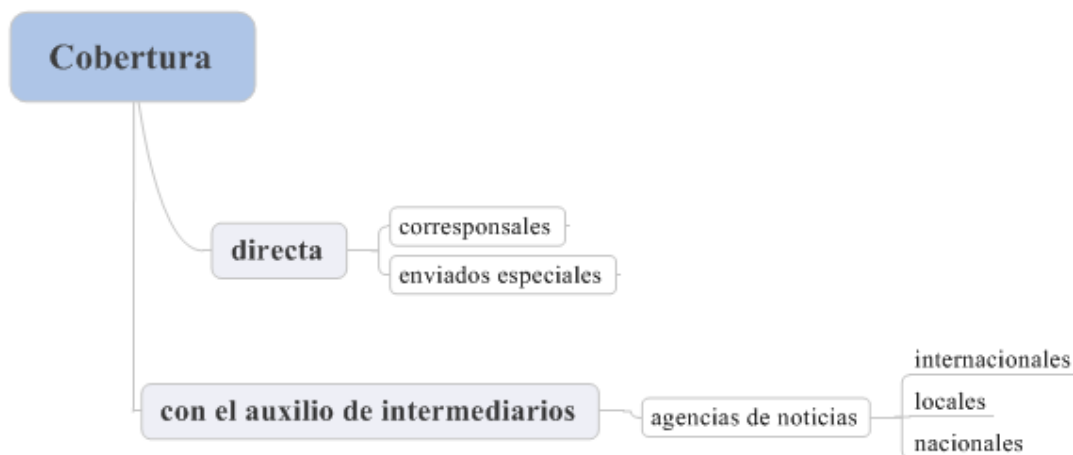 Cobertura
directa
corresponsales
enviados especiales
con el auxilio de intermediarios
agencias de noticias
internacionales
locales
nacionales